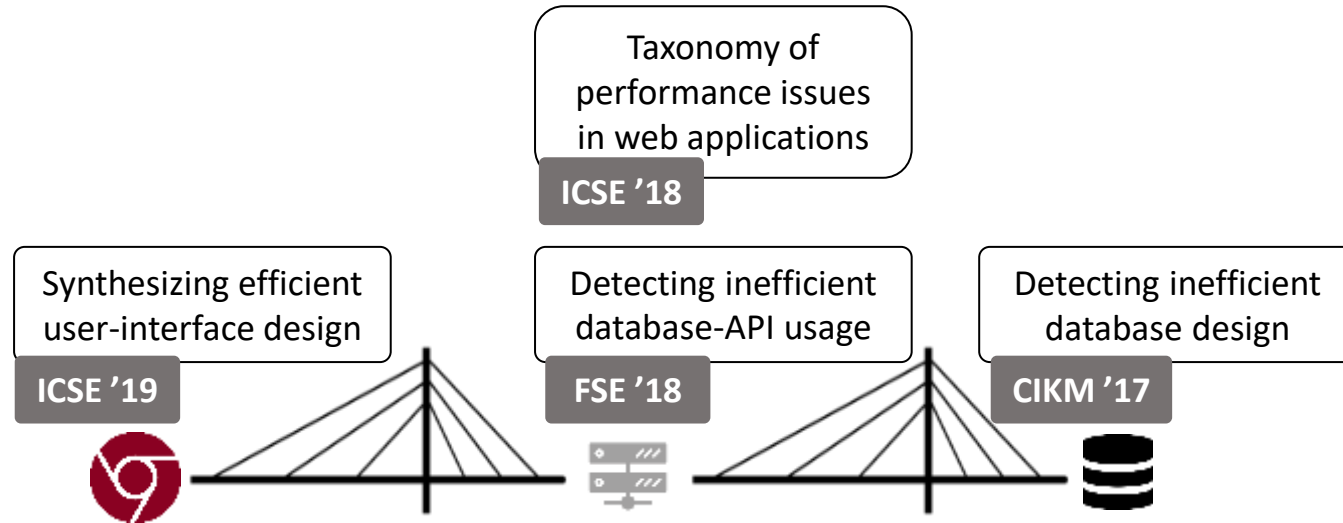 Taxonomy of
performance issues
in web applications
ICSE ’18
Synthesizing efficient
user-interface design
ICSE ’19
Detecting inefficient
database-API usage
FSE ’18
Detecting inefficient
database design
CIKM ’17